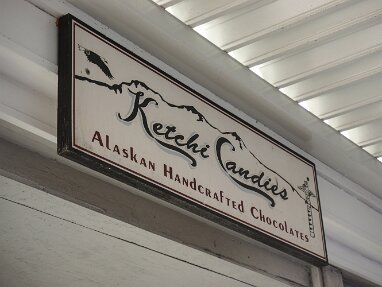 Ketchi Candies
Alaskan Handcrafted Chocolates